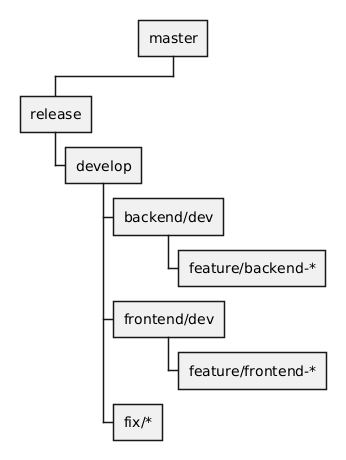 master
release
develop
backend/dev
feature/backend-*
frontend/dev
feature/frontend-*
fix/*